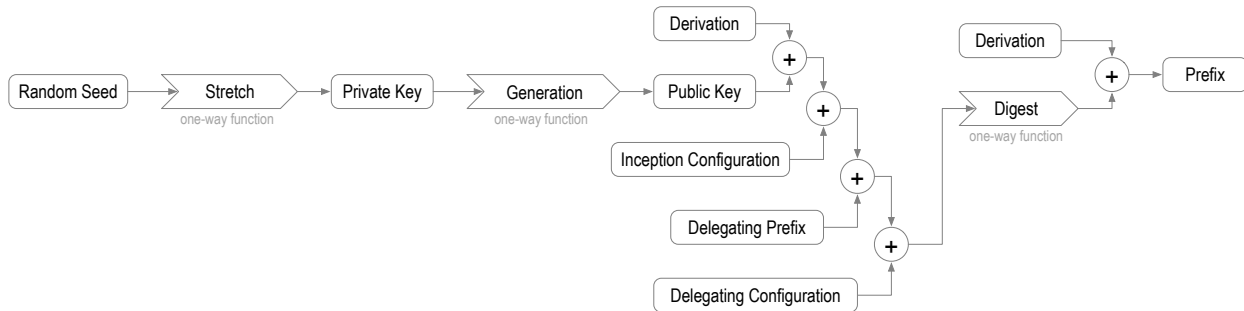 Derivation
Derivation
+
+
Random Seed
Stretch
Private Key
Generation
Public Key
Prefix
one-way function
one-way function
+
Digest
one-way function
Inception Configuration
+
Delegating Prefix
+
Delegating Configuration